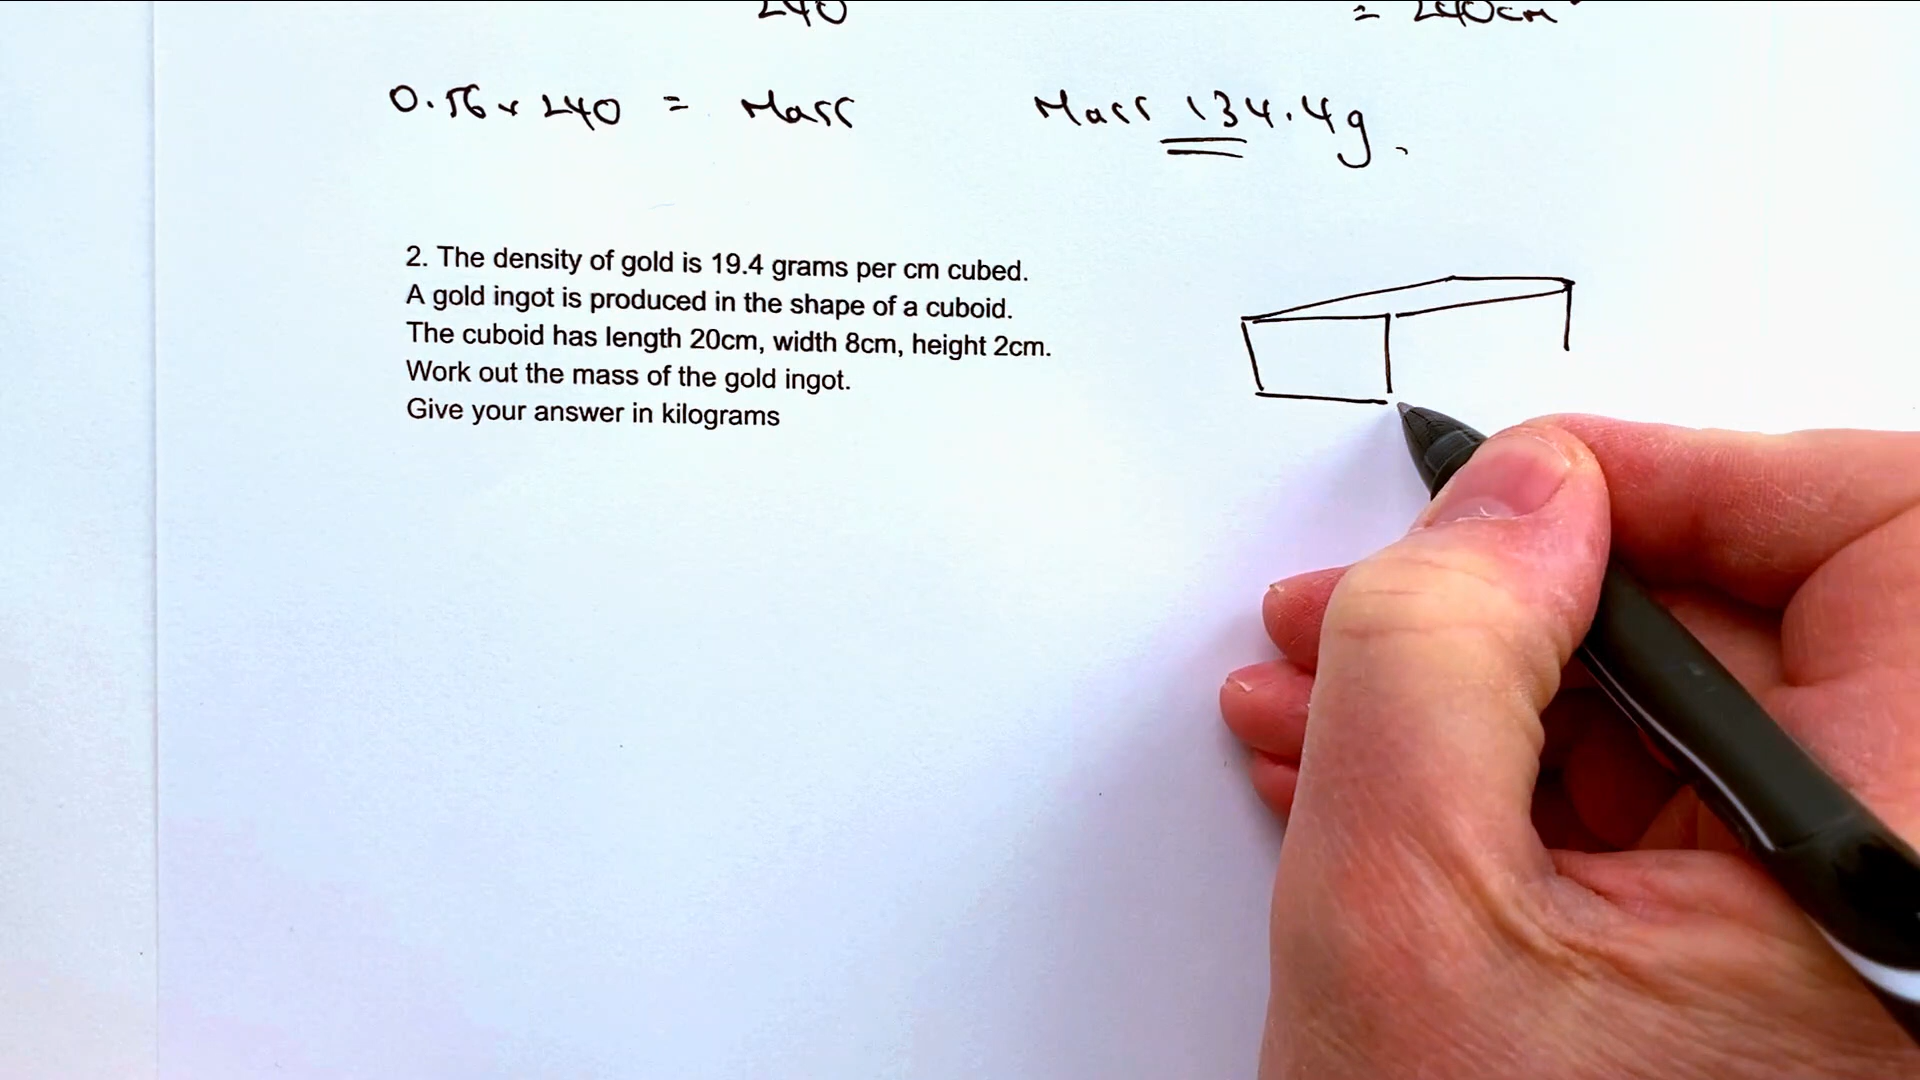 240
= 240cm
0.56 × 240 = Mass
Mass 134.4g.
2. The density of gold is 19.4 grams per cm cubed.
A gold ingot is produced in the shape of a cuboid.
The cuboid has length 20cm, width 8cm, height 2cm.
Work out the mass of the gold ingot.
Give your answer in kilograms